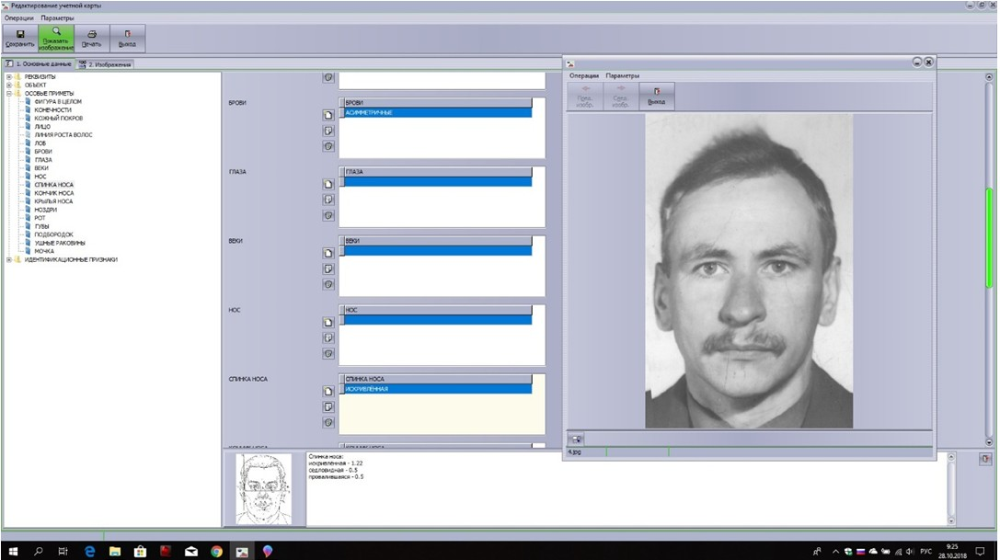 Редактирование учетной карты
Операции Параметры
Сохранить
Показать изображение
Печать
Выход
1. Основные данные
2. Изображения
РЕКВИЗИТЫ
ОБЪЕКТ
ОСОБЫЕ ПРИМЕТЫ
ФИГУРА В ЦЕЛОМ
КОНЕЧНОСТИ
КОЖНЫЙ ПОКРОВ
ЛИЦО
ЛИНИЯ РОСТА ВОЛОС
ЛОБ
БРОВИ
ГЛАЗА
ВЕКИ
НОС
СПИНКА НОСА
КОНЧИК НОСА
КРЫЛЬЯ НОСА
НОЗДРИ
РОТ
ГУБЫ
ПОДБОРОДОК
УШНЫЕ РАКОВИНЫ
МОЧКА
ИДЕНТИФИКАЦИОННЫЕ ПРИЗНАКИ
БРОВИ
БРОВИ
АСИММЕТРИЧНЫЕ
ГЛАЗА
ГЛАЗА
ВЕКИ
ВЕКИ
НОС
НОС
СПИНКА НОСА
СПИНКА НОСА
ИСКРИВЛЕННАЯ
Спинка носа:
искривленная - 1.22
седловидная - 0.5
провалившаяся - 0.5
Операции Параметры
Пред. изобр.
След. изобр.
Выход
4.jpg
РУС
9:25
28.10.2018